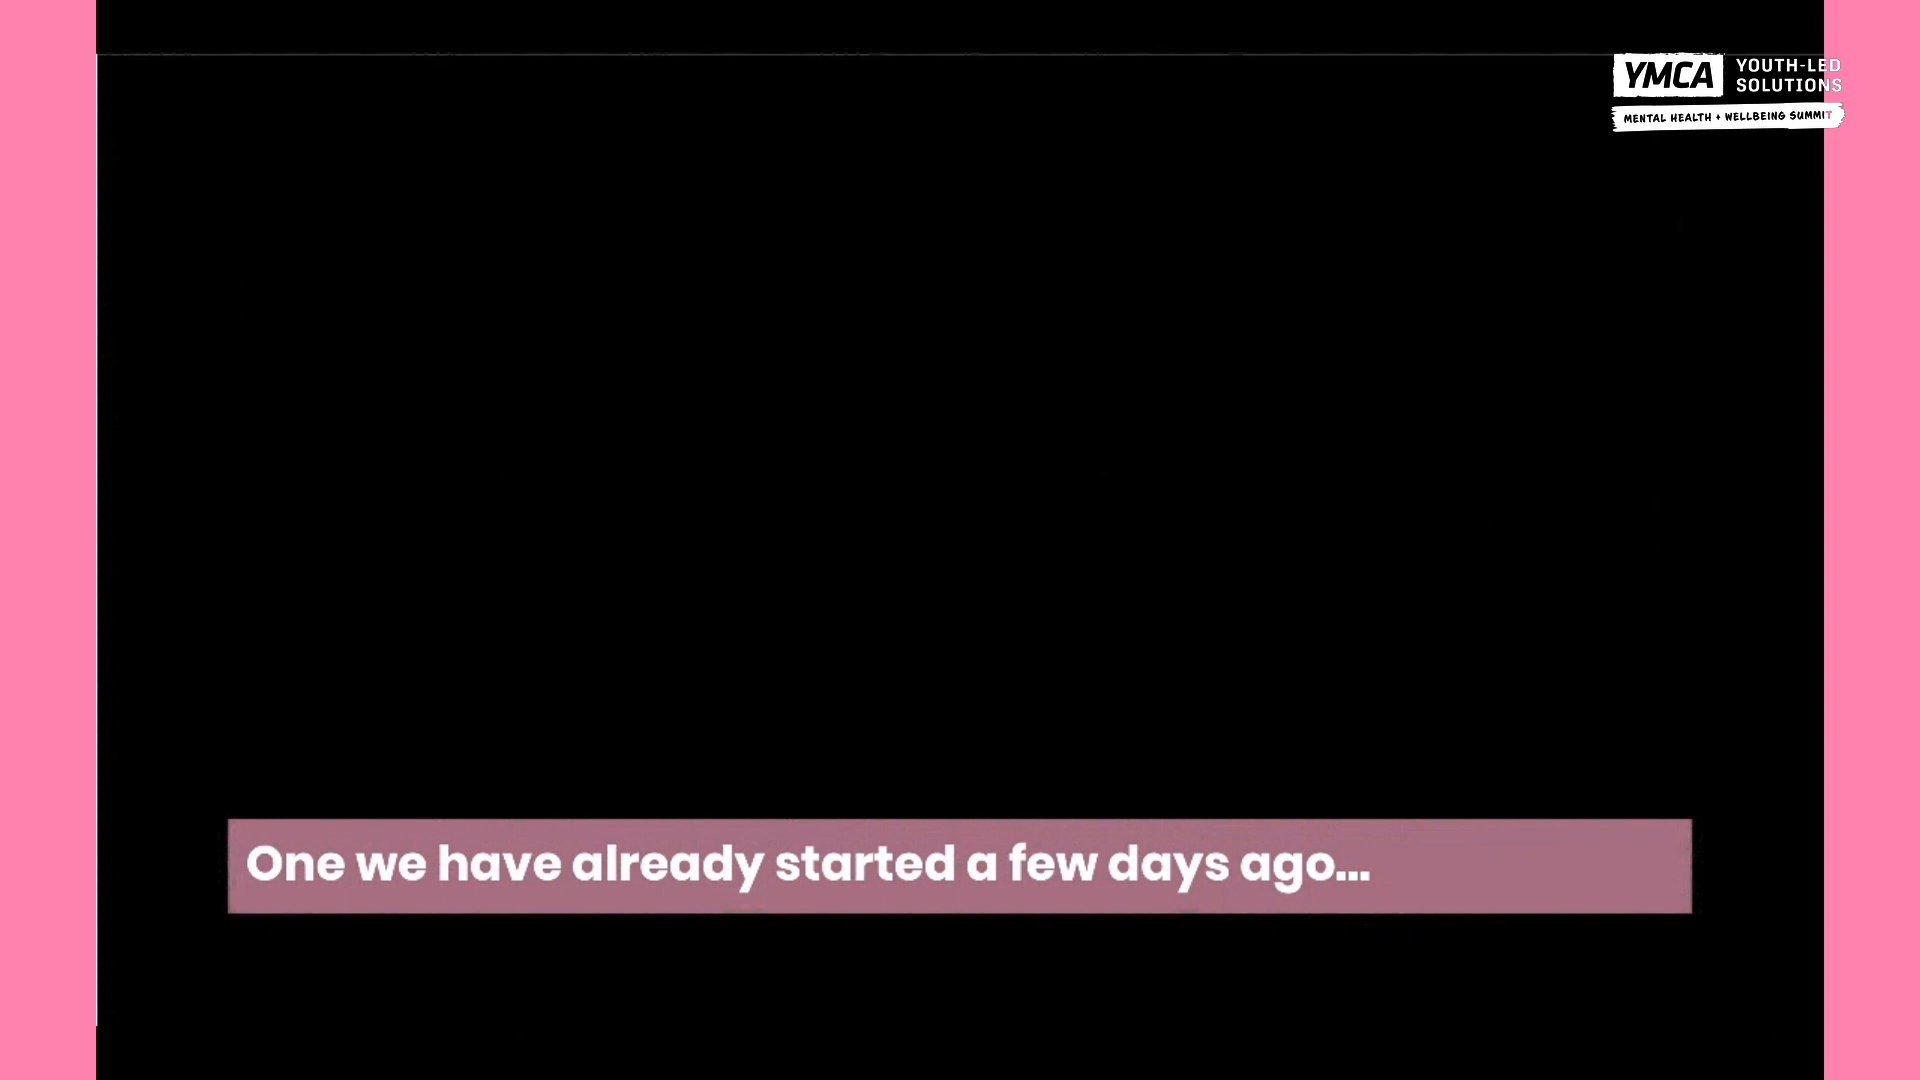 YMCA
YOUTH-LED
SOLUTIONS
MENTAL HEALTH + WELLBEING SUMMIT
One we have already started a few days ago...